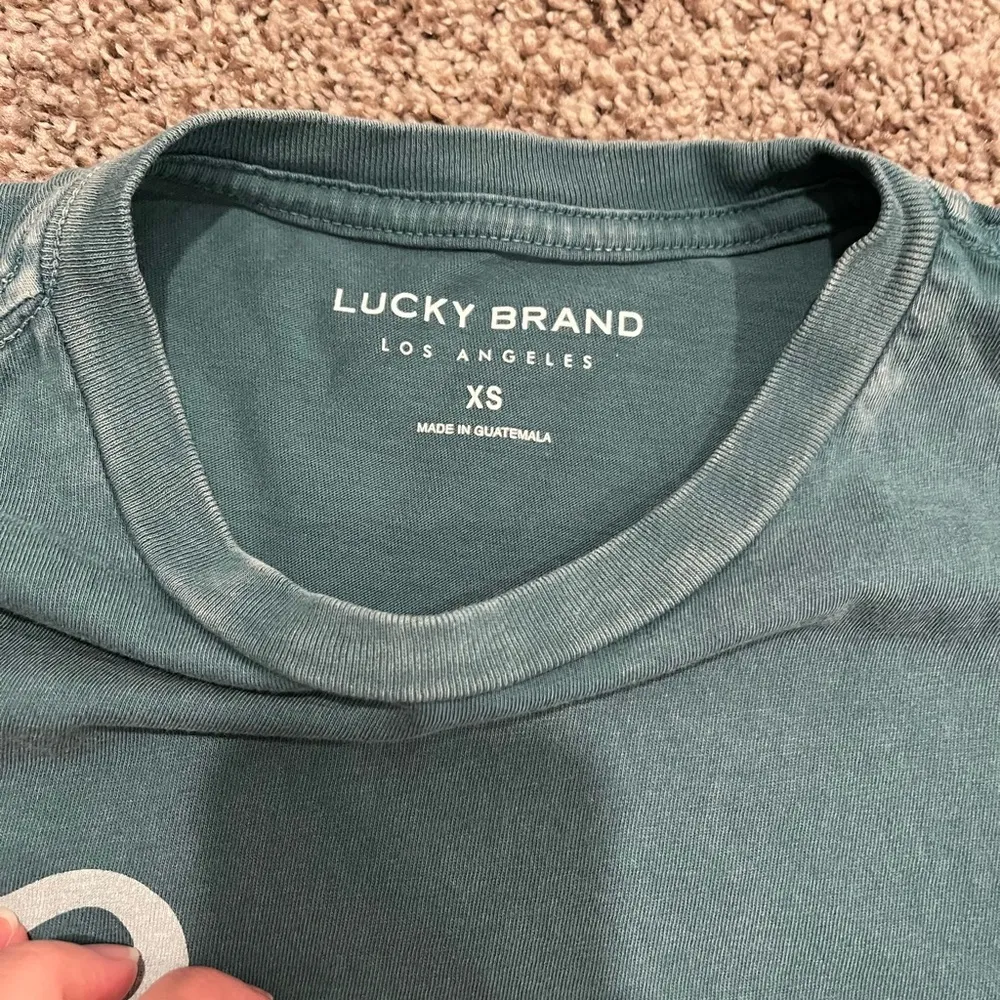 LUCKY BRAND
LOS ANGELES
XS
MADE IN GUATEMALA